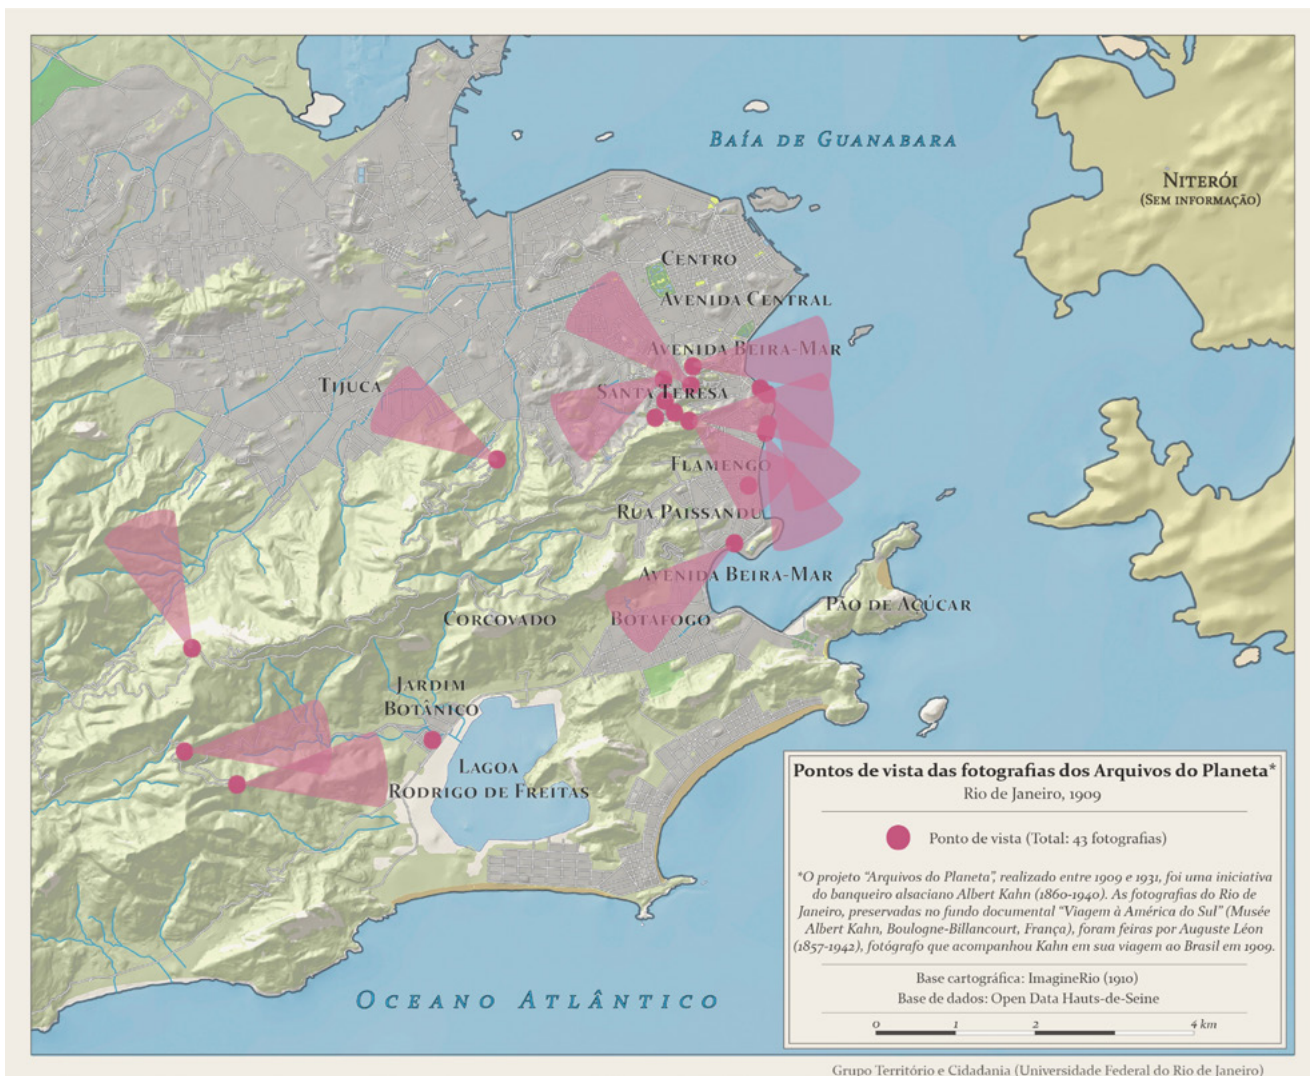 BAÍA DE GUANABARA
NITERÓI
(SEM INFORMAÇÃO)
CENTRO
AVENIDA CENTRAL
AVENIDA BEIRA-MAR
TIJUCA
SANTA TERESA
FLAMENGO
RUA PAISSANDU
AVENIDA BEIRA-MAR
PÃO DE AÇÚCAR
CORCOVADO
BOTAFOGO
JARDIM
BOTÂNICO
LAGOA
RODRIGO DE FREITAS
OCEANO ATLÂNTICO
Pontos de vista das fotografias dos Arquivos do Planeta*
Rio de Janeiro, 1909
Ponto de vista (Total: 43 fotografias)
*O projeto "Arquivos do Planeta", realizado entre 1909 e 1931, foi uma iniciativa
do banqueiro alsaciano Albert Kahn (1860-1940). As fotografias do Rio de
Janeiro, preservadas no fundo documental "Viagem à América do Sul" (Musée
Albert Kahn, Boulogne-Billancourt, França), foram feiras por Auguste Léon
(1857-1942), fotógrafo que acompanhou Kahn em sua viagem ao Brasil em 1909.
Base cartográfica: ImagineRio (1910)
Base de dados: Open Data Hauts-de-Seine
0 1 2 4 km
Grupo Território e Cidadania (Universidade Federal do Rio de Janeiro)